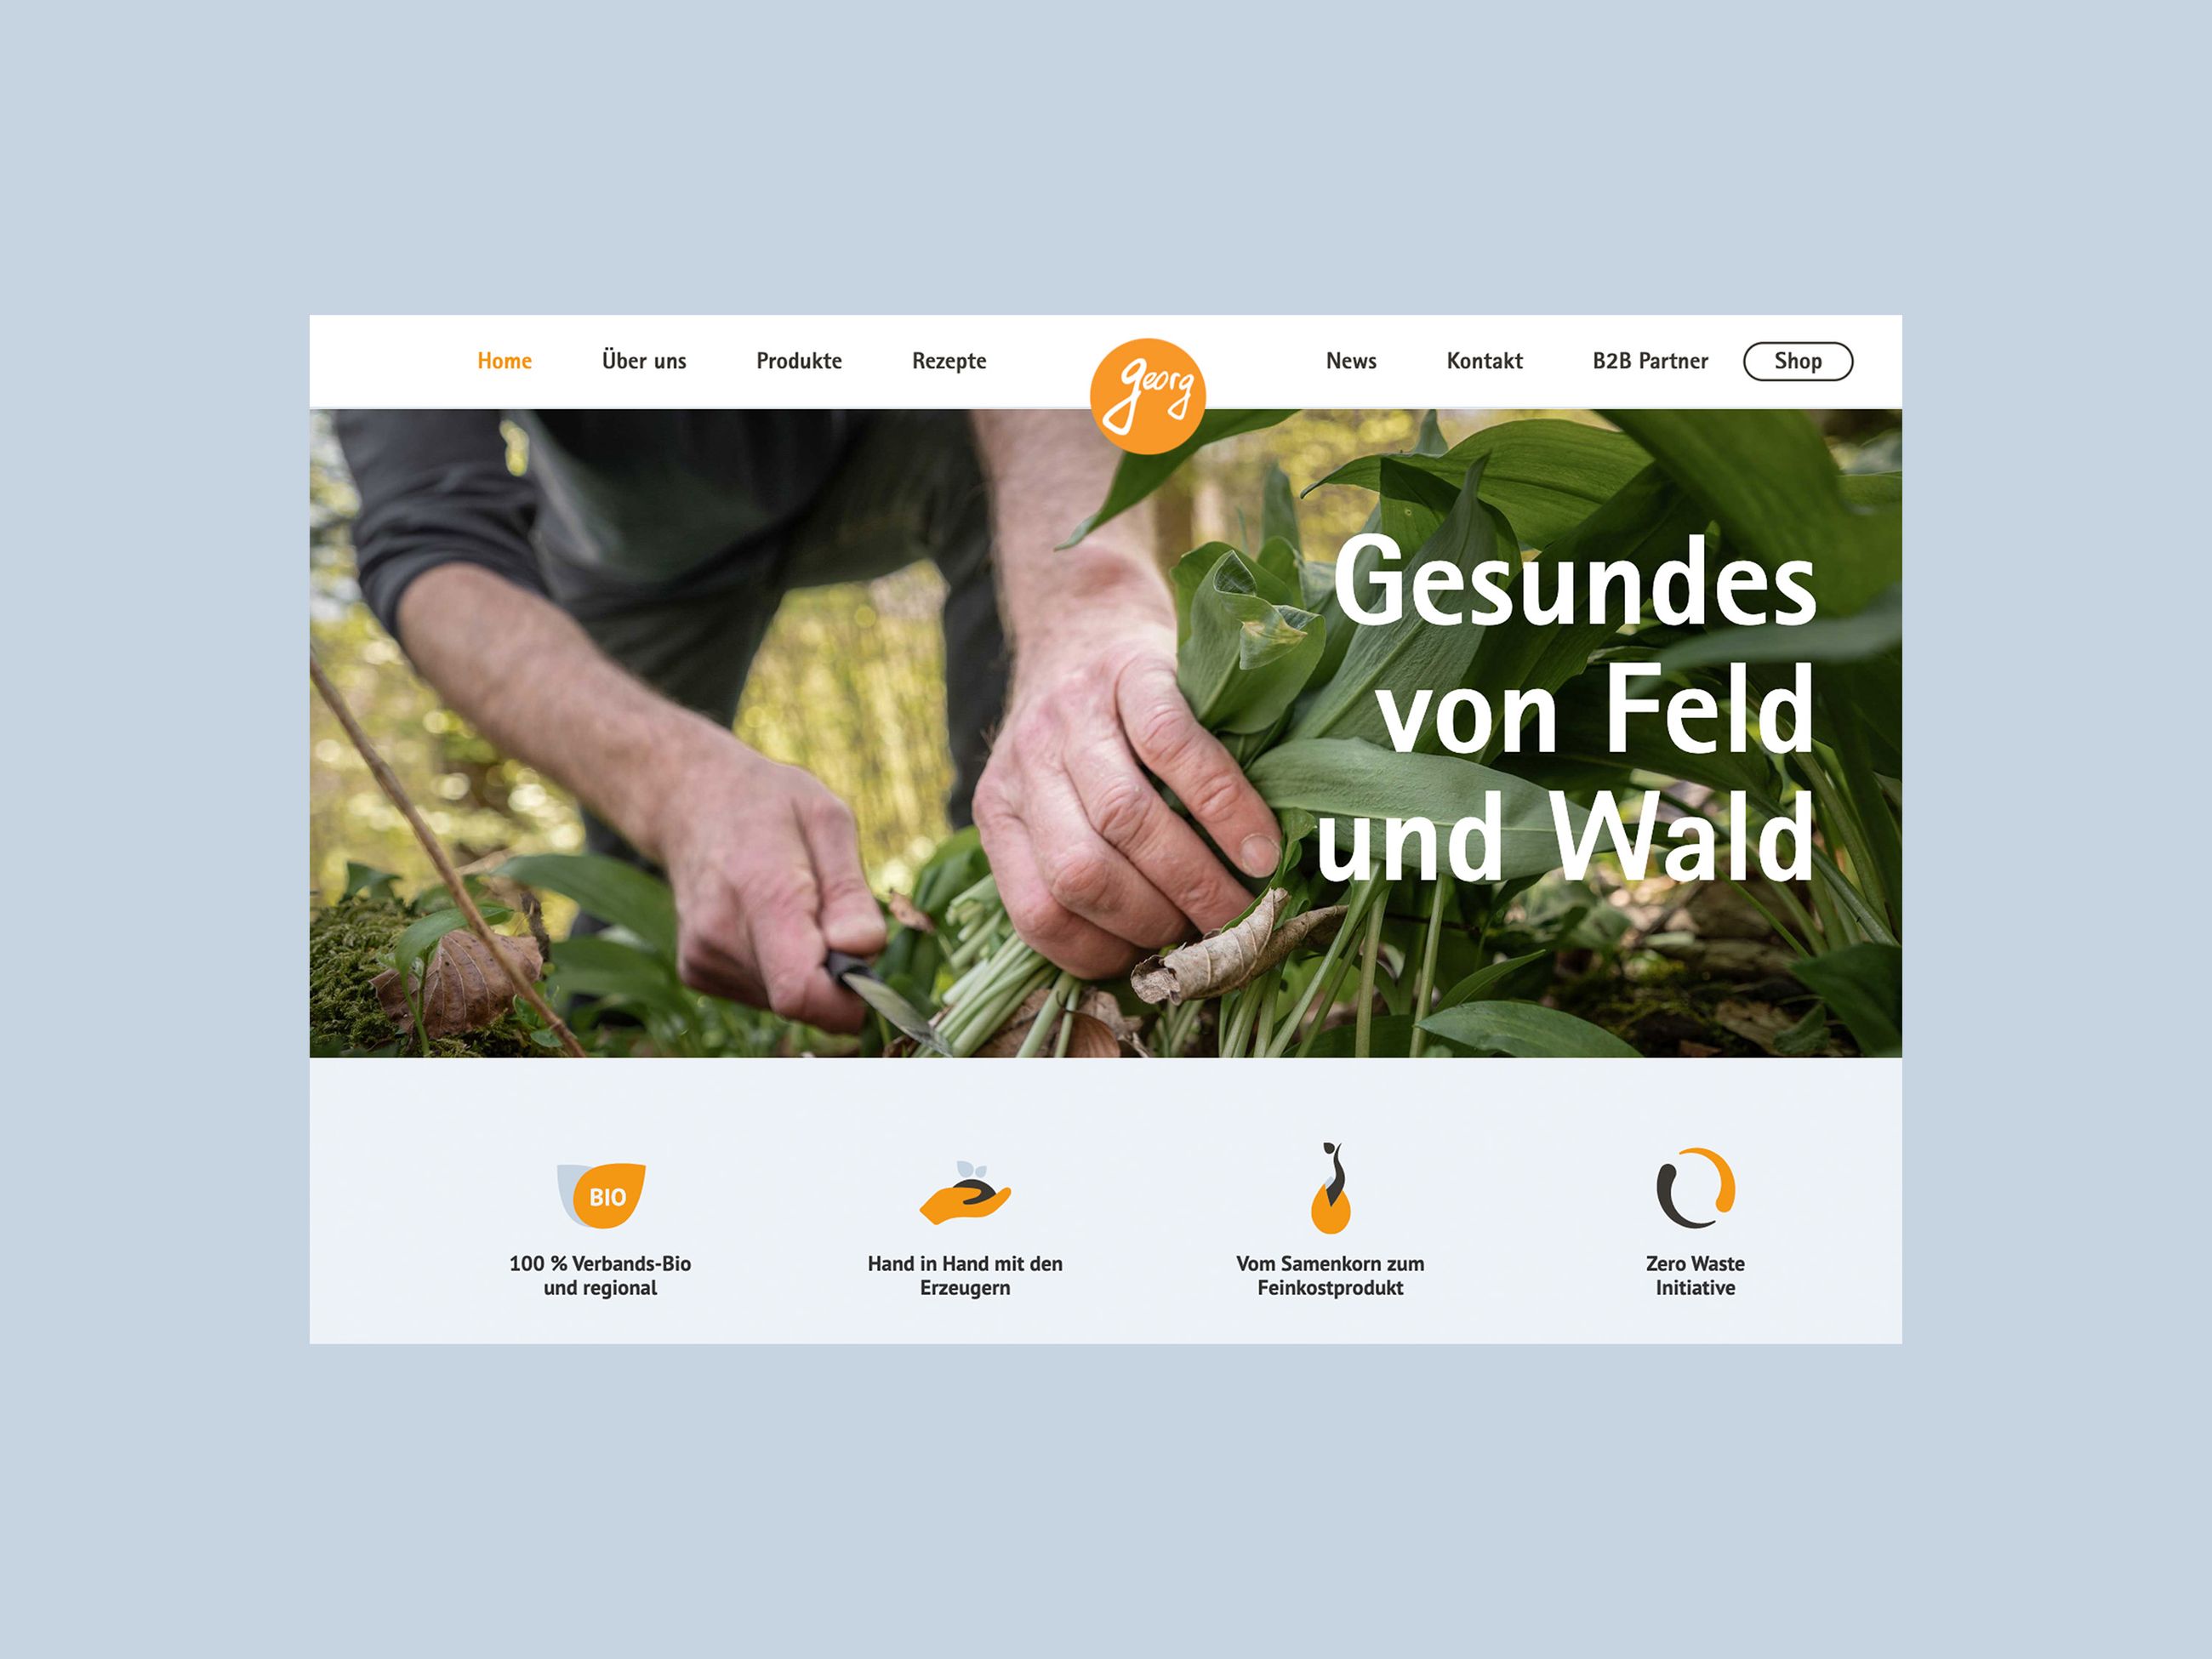 Home
Über uns
Produkte
Rezepte
georg
News
Kontakt
B2B Partner
Shop
Gesundes
von Feld
und Wald
BIO
100 % Verbands-Bio
und regional
Hand in Hand mit den
Erzeugern
Vom Samenkorn zum
Feinkostprodukt
Zero Waste
Initiative